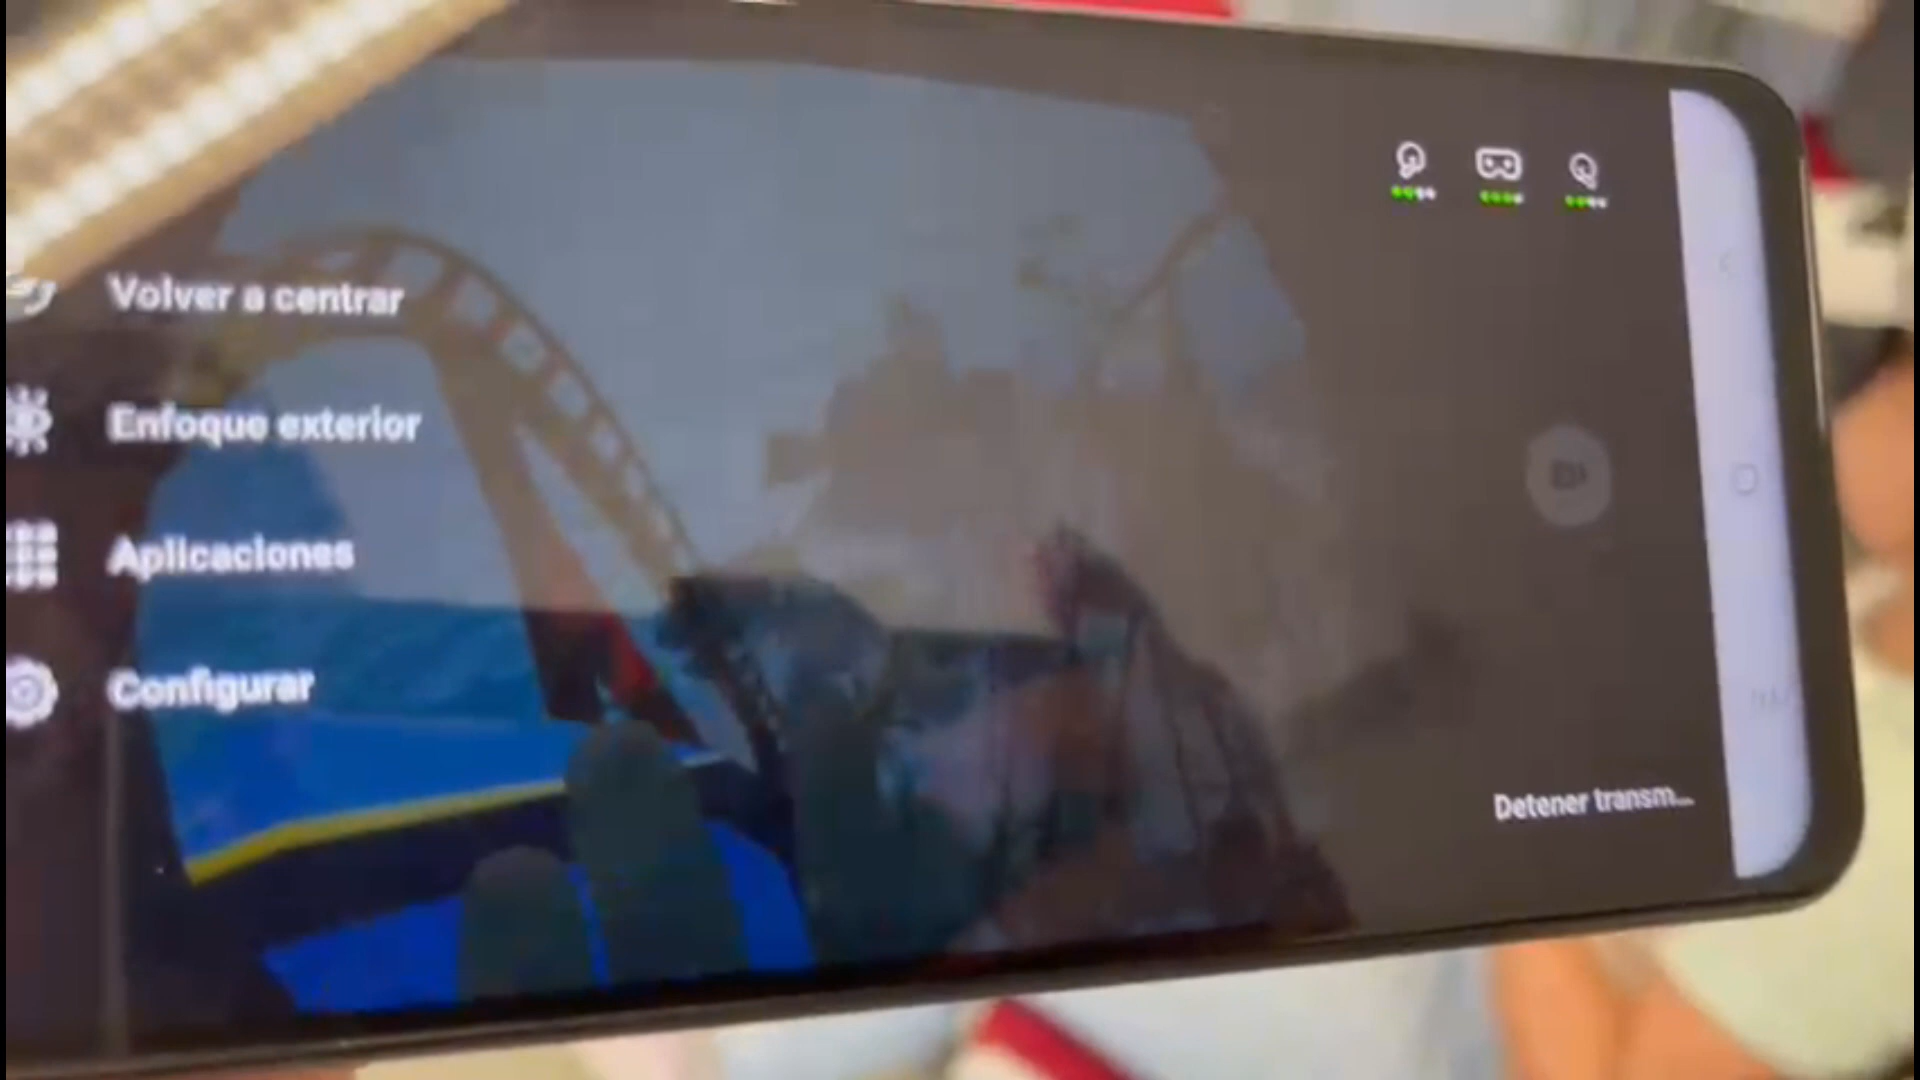 Volver a centrar
Enfoque exterior
Aplicaciones
Configurar
Detener transm...